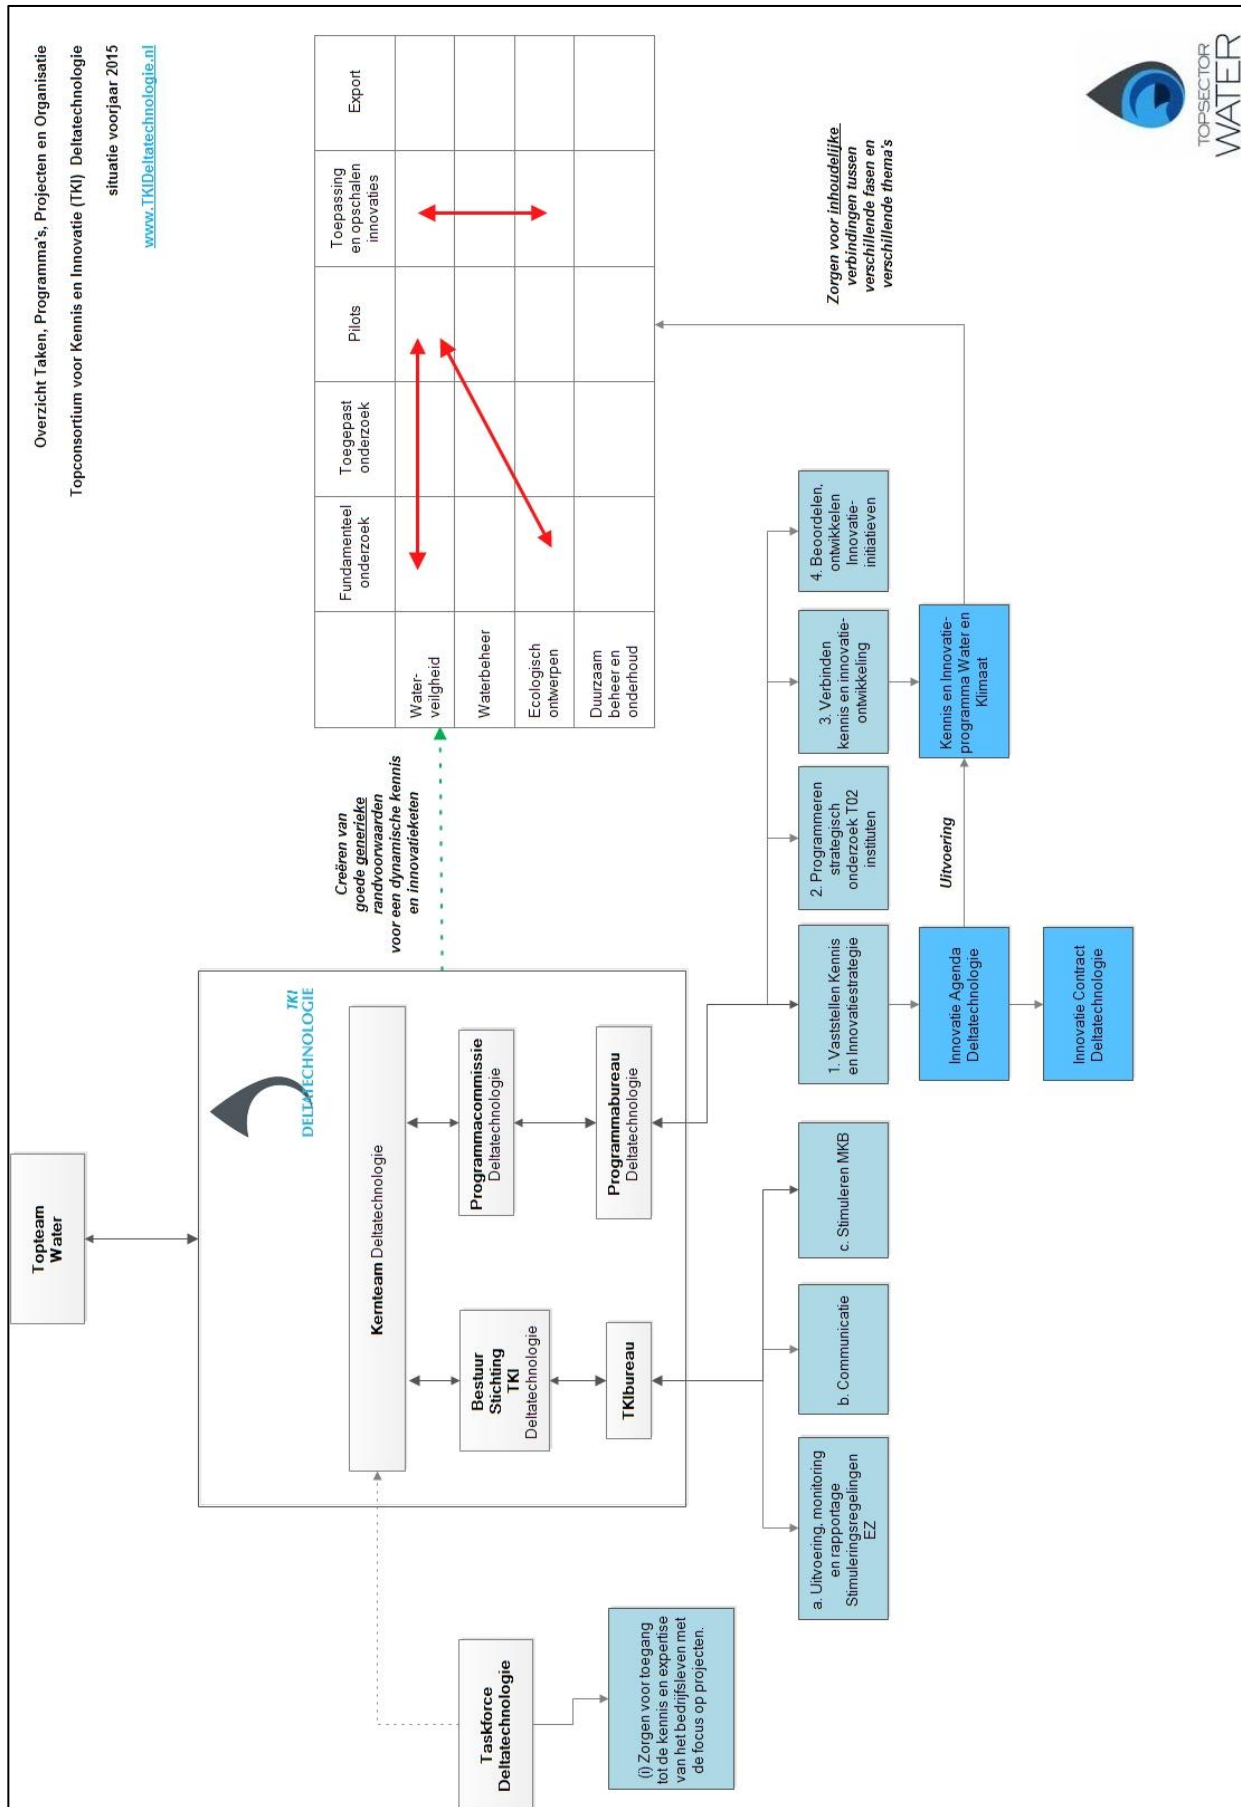 Overzicht Taken, Programma's, Projecten en Organisatie
Topconsortium voor Kennis en Innovatie (TKI) Deltatechnologie
situatie voorjaar 2015
www.TKIDeltatechnologie.nl
Topteam
Water
TKI
DELTATECHNOLOGIE
Kernteam Deltatechnologie
Bestuur
Stichting
TKI
Deltatechnologie
Programmacommissie
Deltatechnologie
TKIbureau
Programmabureau
Deltatechnologie
Taskforce
Deltatechnologie
(i) Zorgen voor toegang
tot de kennis en expertise
van het bedrijfsleven met
de focus op projecten.
a. Uitvoering, monitoring
en rapportage
Stimuleringsregelingen
EZ
b. Communicatie
c. Stimuleren MKB
1. Vaststellen Kennis
en Innovatiestrategie
2. Programmeren
strategisch
onderzoek T02
instituten
3. Verbinden
kennis en innovatie-
ontwikkeling
4. Beoordelen,
ontwikkelen
Innovatie-
initiatieven
Innovatie Agenda
Deltatechnologie
Uitvoering
Kennis en Innovatie-
programma Water en
Klimaat
Innovatie Contract
Deltatechnologie
Creëren van
goede generieke
randvoorwaarden
voor een dynamische kennis
en innovatieketen
Fundamenteel
onderzoek
Toegepast
onderzoek
Pilots
Toepassing
en opschalen
innovaties
Export
Water-
veilgheid
Waterbeheer
Ecologisch
ontwerpen
Duurzaam
beheer en
onderhoud
Zorgen voor inhoudelijke
verbindingen tussen
verschillende fasen en
verschillende thema's
TOPSECTOR
WATER